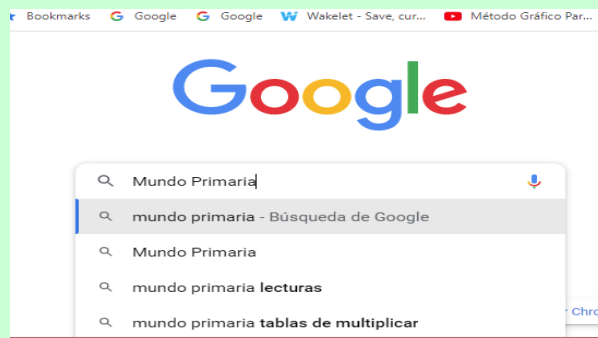 Bookmarks Google Google Wakelet - Save, cur... Método Gráfico Par...
Google
Mundo Primaria
mundo primaria - Búsqueda de Google
Mundo Primaria
mundo primaria lecturas
mundo primaria tablas de multiplicar